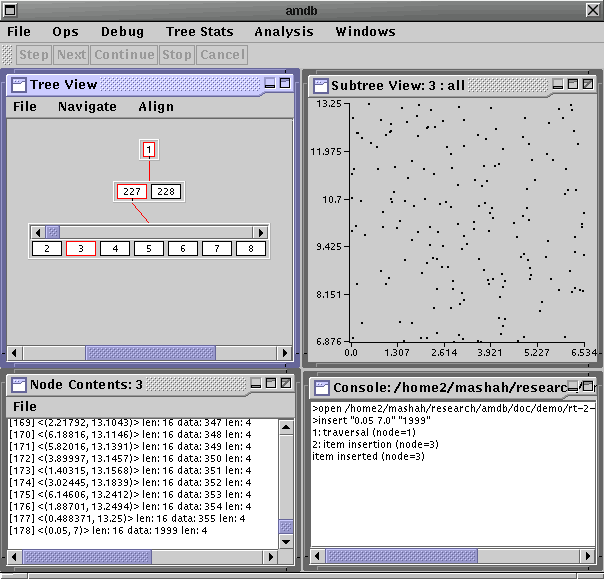 amdb
File Ops Debug Tree Stats Analysis Windows
Step Next Continue Stop Cancel
Tree View
File Navigate Align
1
227 228
2 3 4 5 6 7 8
Subtree View: 3 : all
13.25
11.975
10.7
9.425
8.151
6.876
0.0 1.307 2.614 3.921 5.227 6.534
Node Contents: 3
File
[169] <(2.21792, 13.1043)> len: 16 data: 347 len: 4
[170] <(6.18816, 13.1146)> len: 16 data: 348 len: 4
[171] <(5.82016, 13.1391)> len: 16 data: 349 len: 4
[172] <(3.89997, 13.1457)> len: 16 data: 350 len: 4
[173] <(1.40315, 13.1568)> len: 16 data: 351 len: 4
[174] <(3.02445, 13.1839)> len: 16 data: 352 len: 4
[175] <(6.14606, 13.2412)> len: 16 data: 353 len: 4
[176] <(1.88701, 13.2494)> len: 16 data: 354 len: 4
[177] <(0.488371, 13.25)> len: 16 data: 355 len: 4
[178] <(0.05, 7)> len: 16 data: 1999 len: 4
Console: /home2/mashah/research/
>open /home2/mashah/research/amdb/doc/demo/rt-2-
>insert "0.05 7.0" "1999"
1: traversal (node=1)
2: item insertion (node=3)
item inserted (node=3)